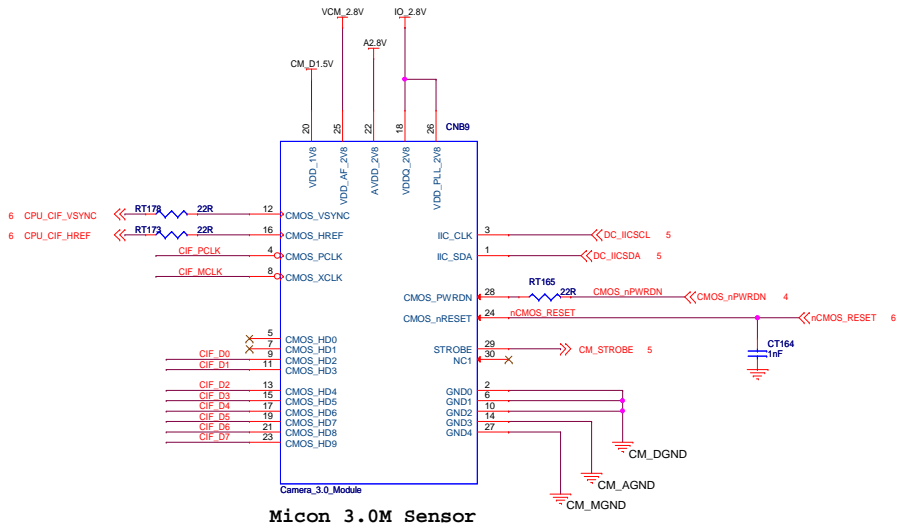 VCM_2.8V
IO_2.8V
A2.8V
CM_D1.5V
CNB9
20
25
22
18
26
VDD_1V8
VDD_AF_2V8
AVDD_2V8
VDDQ_2V8
VDD_PLL_2V8
6 CPU_CIF_VSYNC RT178 22R 12 CMOS_VSYNC
6 CPU_CIF_HREF RT173 22R 16 CMOS_HREF
CIF_PCLK 4 CMOS_PCLK
CIF_MCLK 8 CMOS_XCLK
5 CMOS_HD0
7 CMOS_HD1
CIF_D0 9 CMOS_HD2
CIF_D1 11 CMOS_HD3
CIF_D2 13 CMOS_HD4
CIF_D3 15 CMOS_HD5
CIF_D4 17 CMOS_HD6
CIF_D5 19 CMOS_HD7
CIF_D6 21 CMOS_HD8
CIF_D7 23 CMOS_HD9
IIC_CLK 3 DC_IICSCL 5
IIC_SDA 1 DC_IICSDA 5
RT165
CMOS_PWRDN 28 22R CMOS_nPWRDN CMOS_nPWRDN 4
CMOS_nRESET 24 nCMOS_RESET nCMOS_RESET 6
CT164
1nF
STROBE 29 CM_STROBE 5
NC1 30
GND0 2
GND1 6
GND2 10
GND3 14
GND4 27
CM_DGND
CM_AGND
CM_MGND
Camera_3.0_Module
Micon 3.0M Sensor